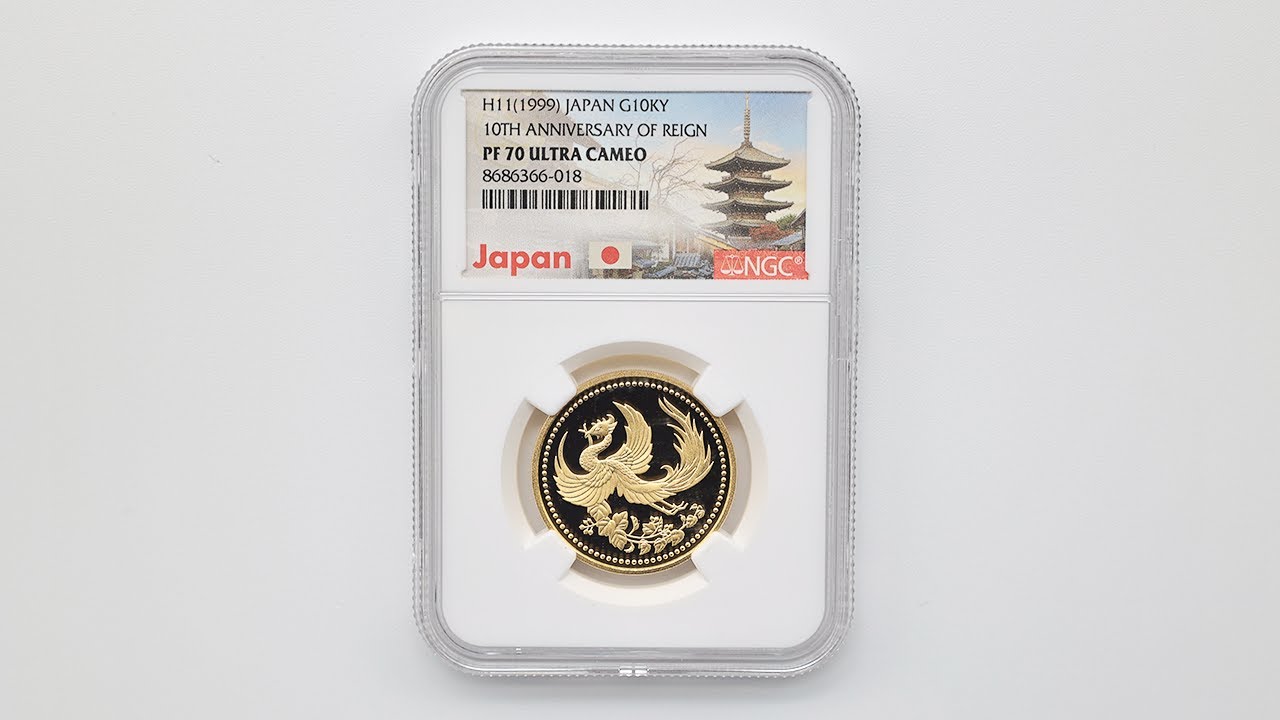 H11(1999) JAPAN G10KY
10TH ANNIVERSARY OF REIGN
PF 70 ULTRA CAMEO
8686366-018
Japan
NGC®